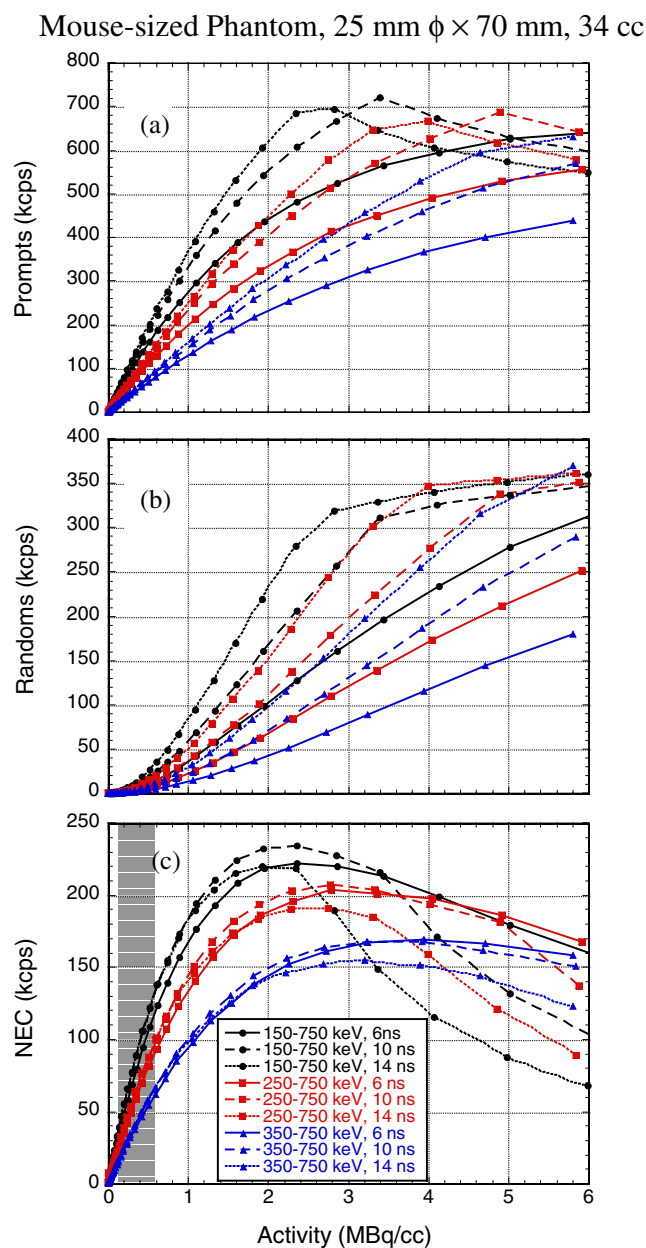 Mouse-sized Phantom, 25 mm ϕ × 70 mm, 34 cc
(a)
Prompts (kcps)
800
700
600
500
400
300
200
100
0
(b)
Randoms (kcps)
400
350
300
250
200
150
100
50
0
(c)
NEC (kcps)
250
200
150
100
50
0
150-750 keV, 6ns
150-750 keV, 10 ns
150-750 keV, 14 ns
250-750 keV, 6 ns
250-750 keV, 10 ns
250-750 keV, 14 ns
350-750 keV, 6 ns
350-750 keV, 10 ns
350-750 keV, 14 ns
0 1 2 3 4 5 6
Activity (MBq/cc)